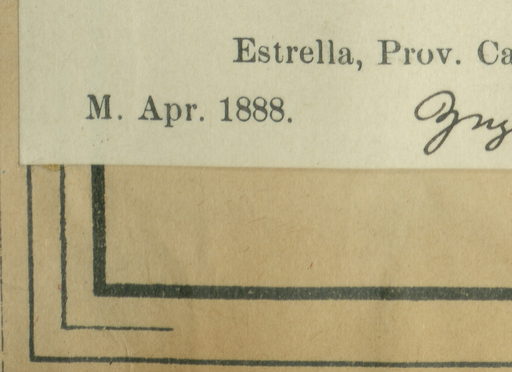 Estrella, Prov. Ca
M. Apr. 1888.